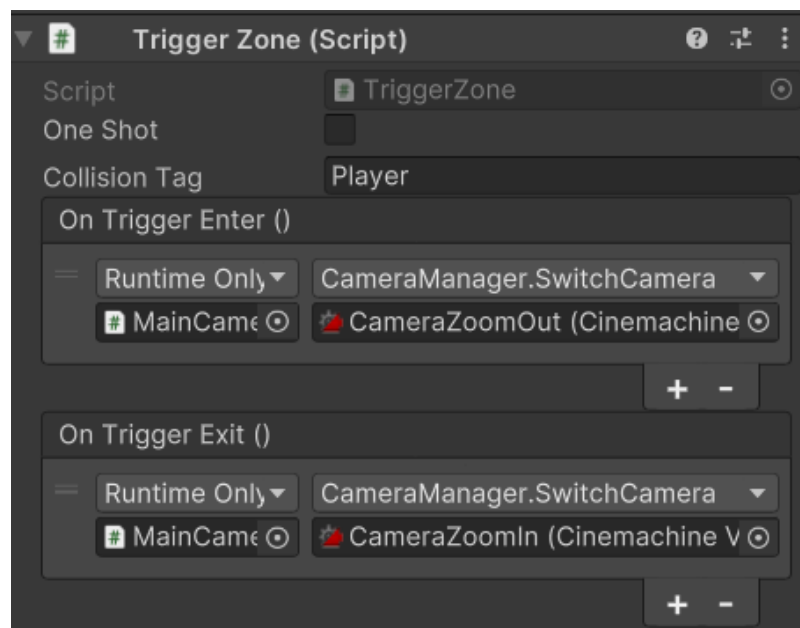 Trigger Zone (Script)
Script TriggerZone
One Shot
Collision Tag Player
On Trigger Enter ()
Runtime Only CameraManager.SwitchCamera
MainCame CameraZoomOut (Cinemachine
+ -
On Trigger Exit ()
Runtime Only CameraManager.SwitchCamera
MainCame CameraZoomIn (Cinemachine V
+ -